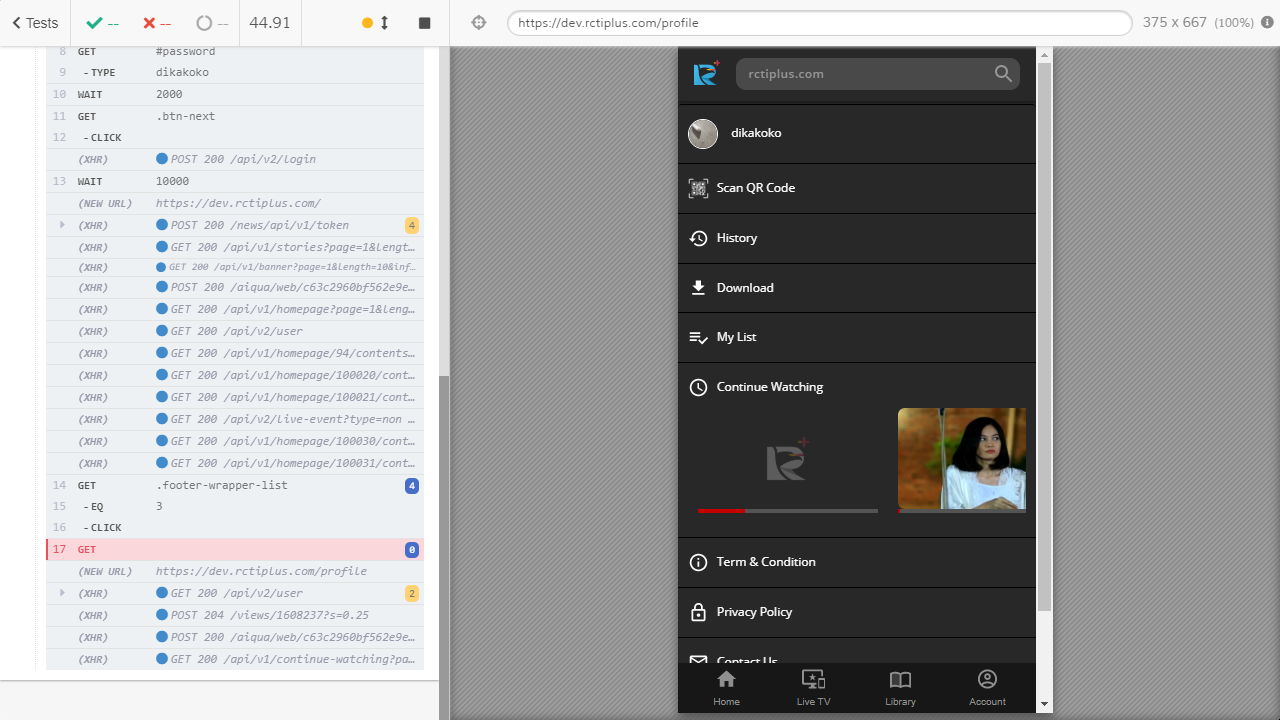 Tests
--
--
--
44.91
https://dev.rctiplus.com/profile
375 x 667 (100%)
8 GET #password
9 -TYPE dikakoko
10 WAIT 2000
11 GET .btn-next
12 -CLICK
(XHR) POST 200 /api/v2/login
13 WAIT 10000
(NEW URL) https://dev.rctiplus.com/
(XHR) POST 200 /news/api/v1/token 4
(XHR) GET 200 /api/v1/stories?page=1&lengt…
(XHR) GET 200 /api/v1/banner?page=1&length=10&inf…
(XHR) POST 200 /aiqua/web/c63c2960bf562e9e…
(XHR) GET 200 /api/v1/homepage?page=1&leng…
(XHR) GET 200 /api/v2/user
(XHR) GET 200 /api/v1/homepage/94/contents…
(XHR) GET 200 /api/v1/homepage/100020/cont…
(XHR) GET 200 /api/v1/homepage/100021/cont…
(XHR) GET 200 /api/v2/live-event?type=non …
(XHR) GET 200 /api/v1/homepage/100030/cont…
(XHR) GET 200 /api/v1/homepage/100031/cont…
14 GET .footer-wrapper-list 4
15 -EQ 3
16 -CLICK
17 GET 0
(NEW URL) https://dev.rctiplus.com/profile
(XHR) GET 200 /api/v2/user 2
(XHR) POST 204 /views/1608237?s=0.25
(XHR) POST 200 /aiqua/web/c63c2960bf562e9e…
(XHR) GET 200 /api/v1/continue-watching?pa…
rctiplus.com
dikakoko
Scan QR Code
History
Download
My List
Continue Watching
Term & Condition
Privacy Policy
Contact Us
Home
Live TV
Library
Account